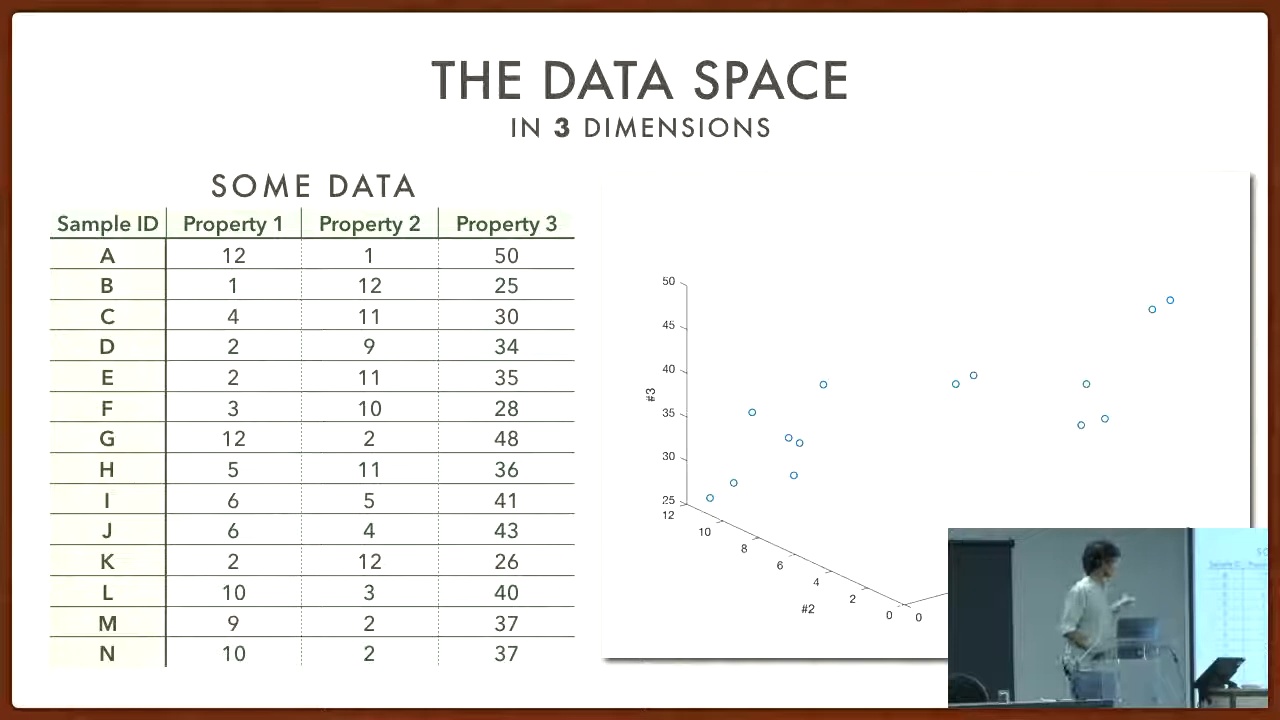 THE DATA SPACE
IN 3 DIMENSIONS
SOME DATA
Sample ID Property 1 Property 2 Property 3
A 12 1 50
B 1 12 25
C 4 11 30
D 2 9 34
E 2 11 35
F 3 10 28
G 12 2 48
H 5 11 36
I 6 5 41
J 6 4 43
K 2 12 26
L 10 3 40
M 9 2 37
N 10 2 37
50
45
40
35
30
25
#3
12
10
8
6
4
2
0
#2
0